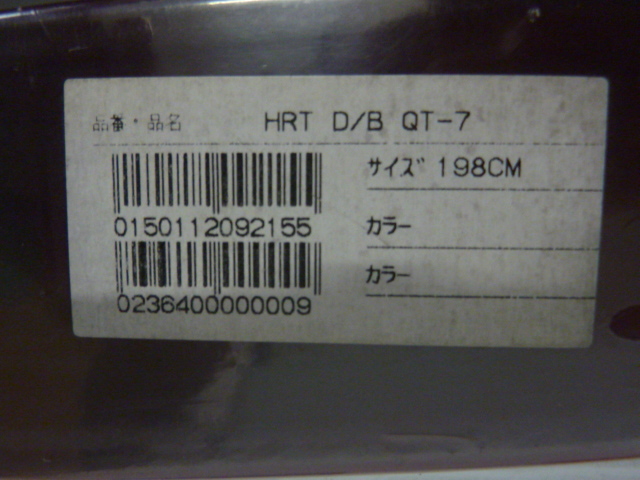 品番・品名 HRT D/B QT-7
サイズ 198CM
0150112092155
カラー
カラー
0236400000009